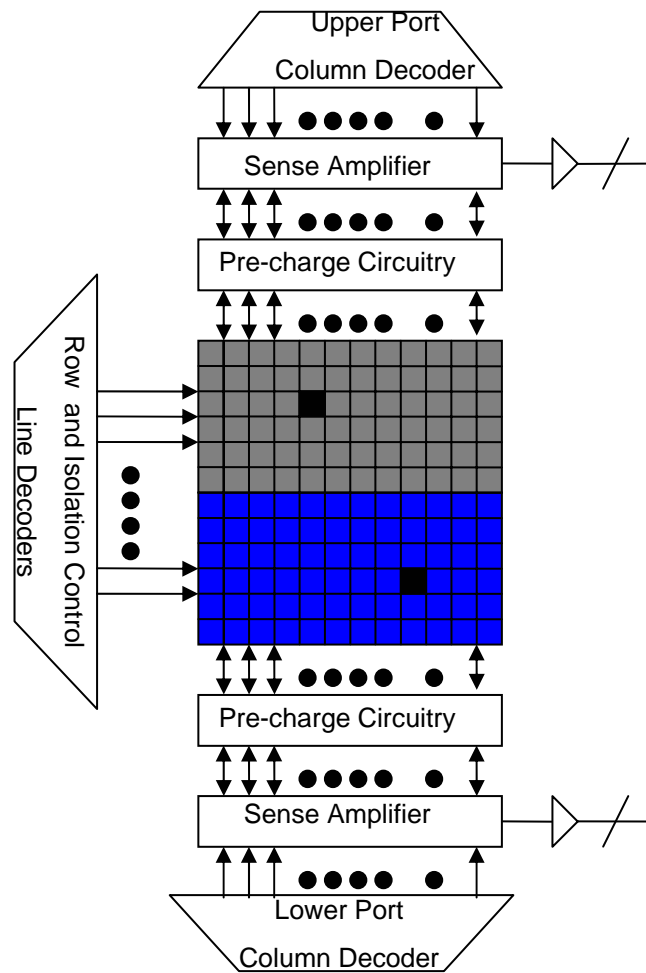 Upper Port
Column Decoder
Sense Amplifier
Pre-charge Circuitry
Row and Isolation Control
Line Decoders
Pre-charge Circuitry
Sense Amplifier
Lower Port
Column Decoder